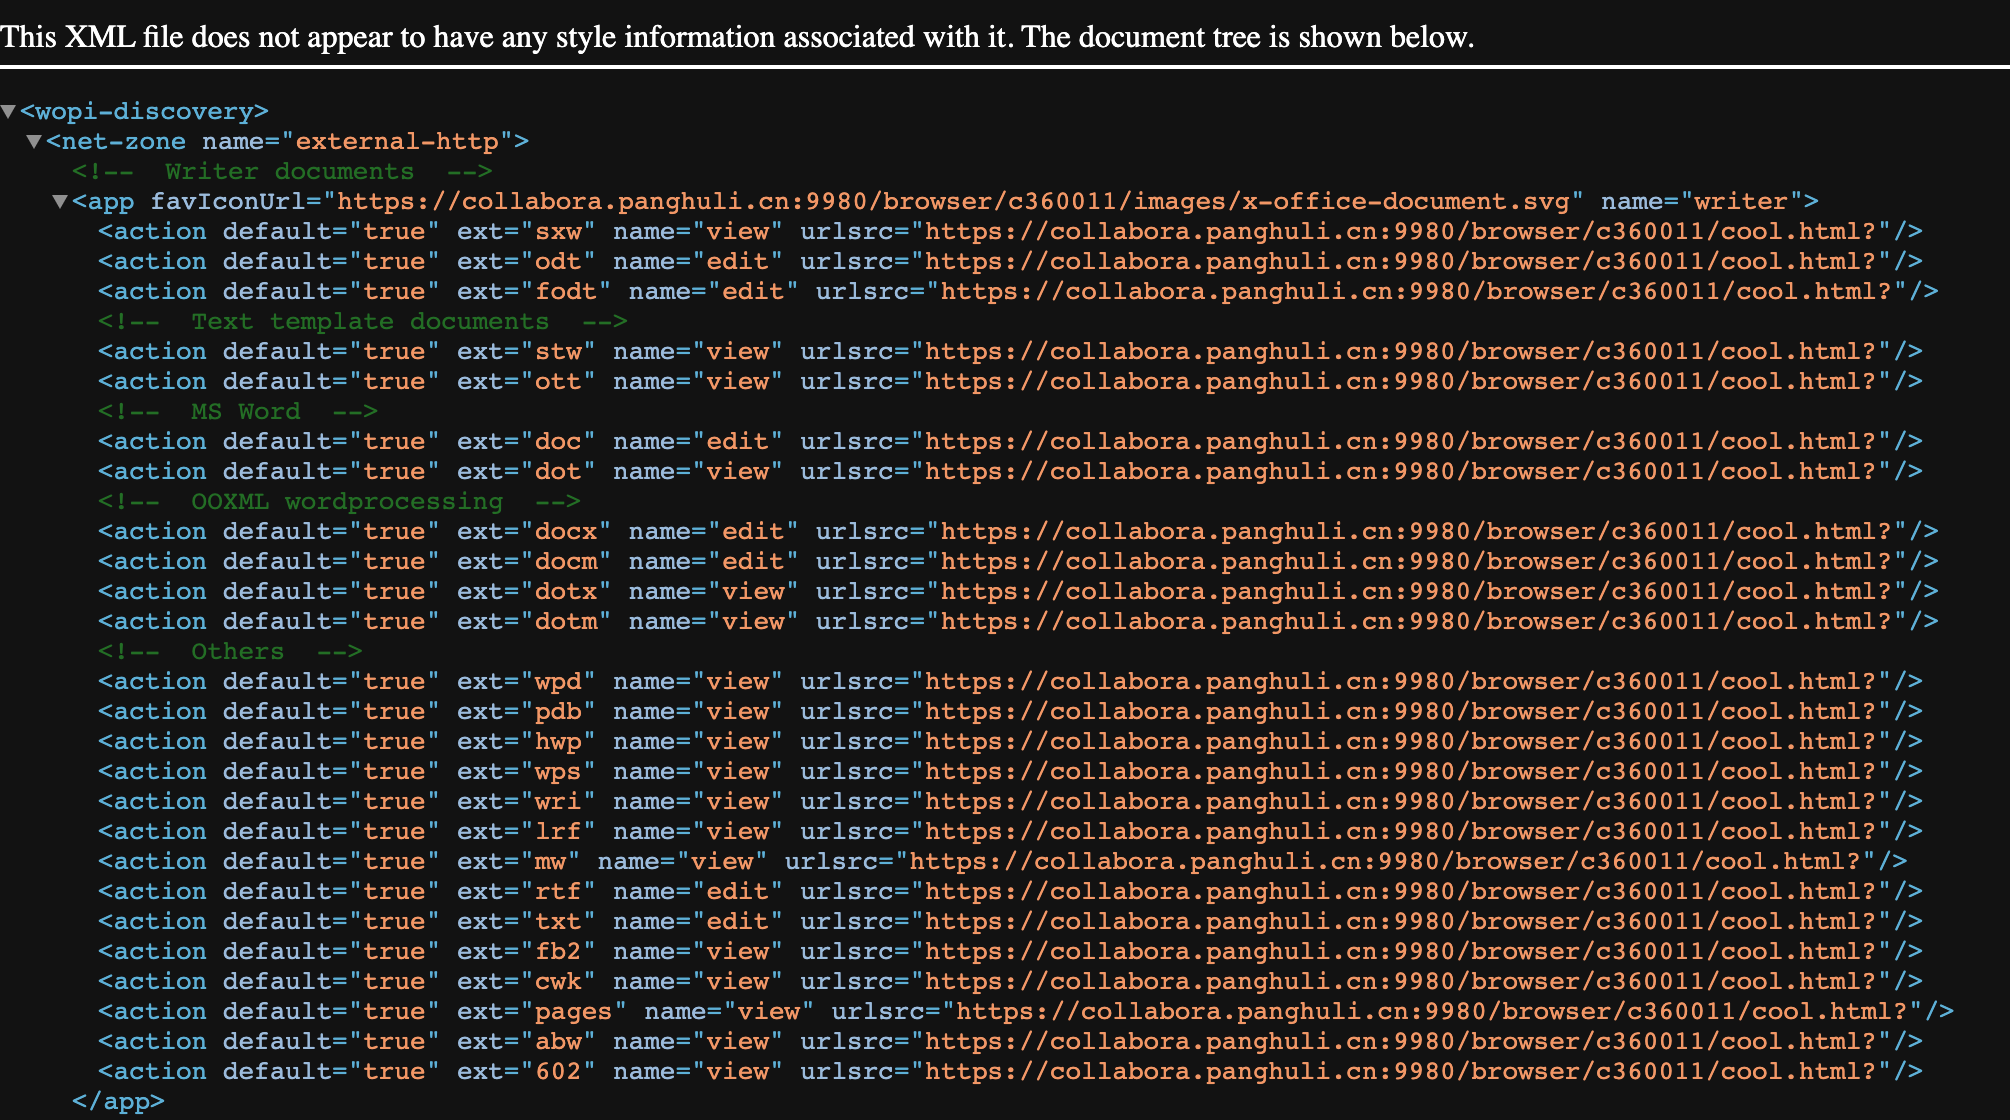 This XML file does not appear to have any style information associated with it. The document tree is shown below.
▼<wopi-discovery>
▼<net-zone name="external-http">
<!-- Writer documents -->
▼<app favIconUrl="https://collabora.panghuli.cn:9980/browser/c360011/images/x-office-document.svg" name="writer">
<action default="true" ext="sxw" name="view" urlsrc="https://collabora.panghuli.cn:9980/browser/c360011/cool.html?"/>
<action default="true" ext="odt" name="edit" urlsrc="https://collabora.panghuli.cn:9980/browser/c360011/cool.html?"/>
<action default="true" ext="fodt" name="edit" urlsrc="https://collabora.panghuli.cn:9980/browser/c360011/cool.html?"/>
<!-- Text template documents -->
<action default="true" ext="stw" name="view" urlsrc="https://collabora.panghuli.cn:9980/browser/c360011/cool.html?"/>
<action default="true" ext="ott" name="view" urlsrc="https://collabora.panghuli.cn:9980/browser/c360011/cool.html?"/>
<!-- MS Word -->
<action default="true" ext="doc" name="edit" urlsrc="https://collabora.panghuli.cn:9980/browser/c360011/cool.html?"/>
<action default="true" ext="dot" name="view" urlsrc="https://collabora.panghuli.cn:9980/browser/c360011/cool.html?"/>
<!-- OOXML wordprocessing -->
<action default="true" ext="docx" name="edit" urlsrc="https://collabora.panghuli.cn:9980/browser/c360011/cool.html?"/>
<action default="true" ext="docm" name="edit" urlsrc="https://collabora.panghuli.cn:9980/browser/c360011/cool.html?"/>
<action default="true" ext="dotx" name="view" urlsrc="https://collabora.panghuli.cn:9980/browser/c360011/cool.html?"/>
<action default="true" ext="dotm" name="view" urlsrc="https://collabora.panghuli.cn:9980/browser/c360011/cool.html?"/>
<!-- Others -->
<action default="true" ext="wpd" name="view" urlsrc="https://collabora.panghuli.cn:9980/browser/c360011/cool.html?"/>
<action default="true" ext="pdb" name="view" urlsrc="https://collabora.panghuli.cn:9980/browser/c360011/cool.html?"/>
<action default="true" ext="hwp" name="view" urlsrc="https://collabora.panghuli.cn:9980/browser/c360011/cool.html?"/>
<action default="true" ext="wps" name="view" urlsrc="https://collabora.panghuli.cn:9980/browser/c360011/cool.html?"/>
<action default="true" ext="wri" name="view" urlsrc="https://collabora.panghuli.cn:9980/browser/c360011/cool.html?"/>
<action default="true" ext="lrf" name="view" urlsrc="https://collabora.panghuli.cn:9980/browser/c360011/cool.html?"/>
<action default="true" ext="mw" name="view" urlsrc="https://collabora.panghuli.cn:9980/browser/c360011/cool.html?"/>
<action default="true" ext="rtf" name="edit" urlsrc="https://collabora.panghuli.cn:9980/browser/c360011/cool.html?"/>
<action default="true" ext="txt" name="edit" urlsrc="https://collabora.panghuli.cn:9980/browser/c360011/cool.html?"/>
<action default="true" ext="fb2" name="view" urlsrc="https://collabora.panghuli.cn:9980/browser/c360011/cool.html?"/>
<action default="true" ext="cwk" name="view" urlsrc="https://collabora.panghuli.cn:9980/browser/c360011/cool.html?"/>
<action default="true" ext="pages" name="view" urlsrc="https://collabora.panghuli.cn:9980/browser/c360011/cool.html?"/>
<action default="true" ext="abw" name="view" urlsrc="https://collabora.panghuli.cn:9980/browser/c360011/cool.html?"/>
<action default="true" ext="602" name="view" urlsrc="https://collabora.panghuli.cn:9980/browser/c360011/cool.html?"/>
</app>